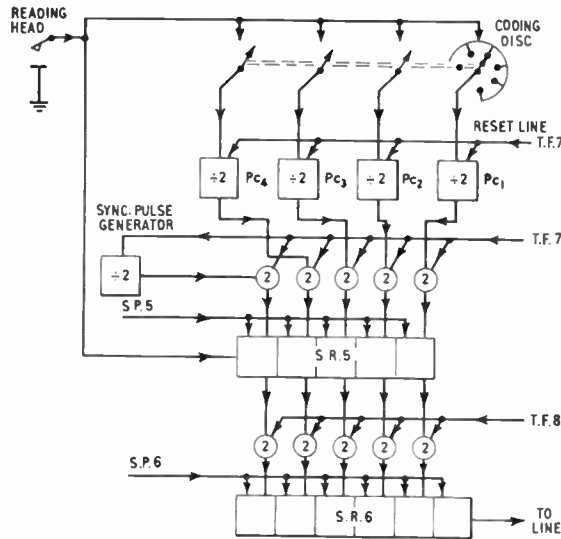 READING
HEAD
CODING
DISC
RESET LINE
T.F.7
÷2 Pc4
÷2 Pc3
÷2 Pc2
÷2 Pc1
SYNC. PULSE
GENERATOR
T.F.7
÷2
2 2 2 2 2
S.P.5
S.R.5
T.F.8
2 2 2 2 2
S.P.6
S.R.6
TO
LINE